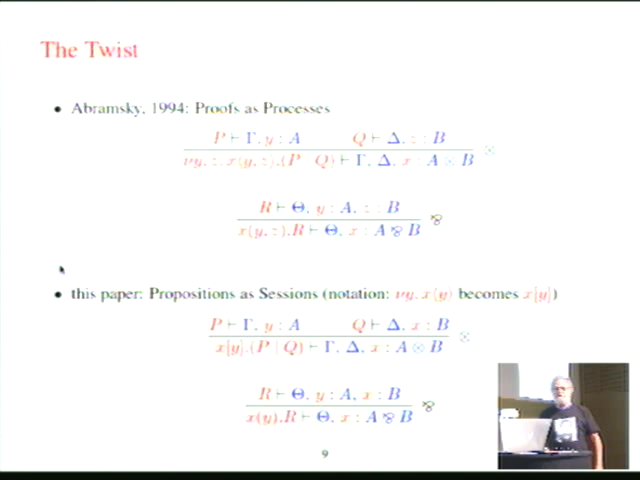 The Twist
• Abramsky, 1994: Proofs as Processes
P ⊢ Γ, y : A Q ⊢ Δ, z : B
νy, z. x⟨y, z⟩.(P | Q) ⊢ Γ, Δ, x : A ⊗ B ⊗
R ⊢ Θ, y : A, z : B
x(y, z).R ⊢ Θ, x : A ⅋ B ⅋
• this paper: Propositions as Sessions (notation: νy. x⟨y⟩ becomes x[y])
P ⊢ Γ, y : A Q ⊢ Δ, x : B
x[y].(P | Q) ⊢ Γ, Δ, x : A ⊗ B ⊗
R ⊢ Θ, y : A, x : B
x(y).R ⊢ Θ, x : A ⅋ B ⅋
9